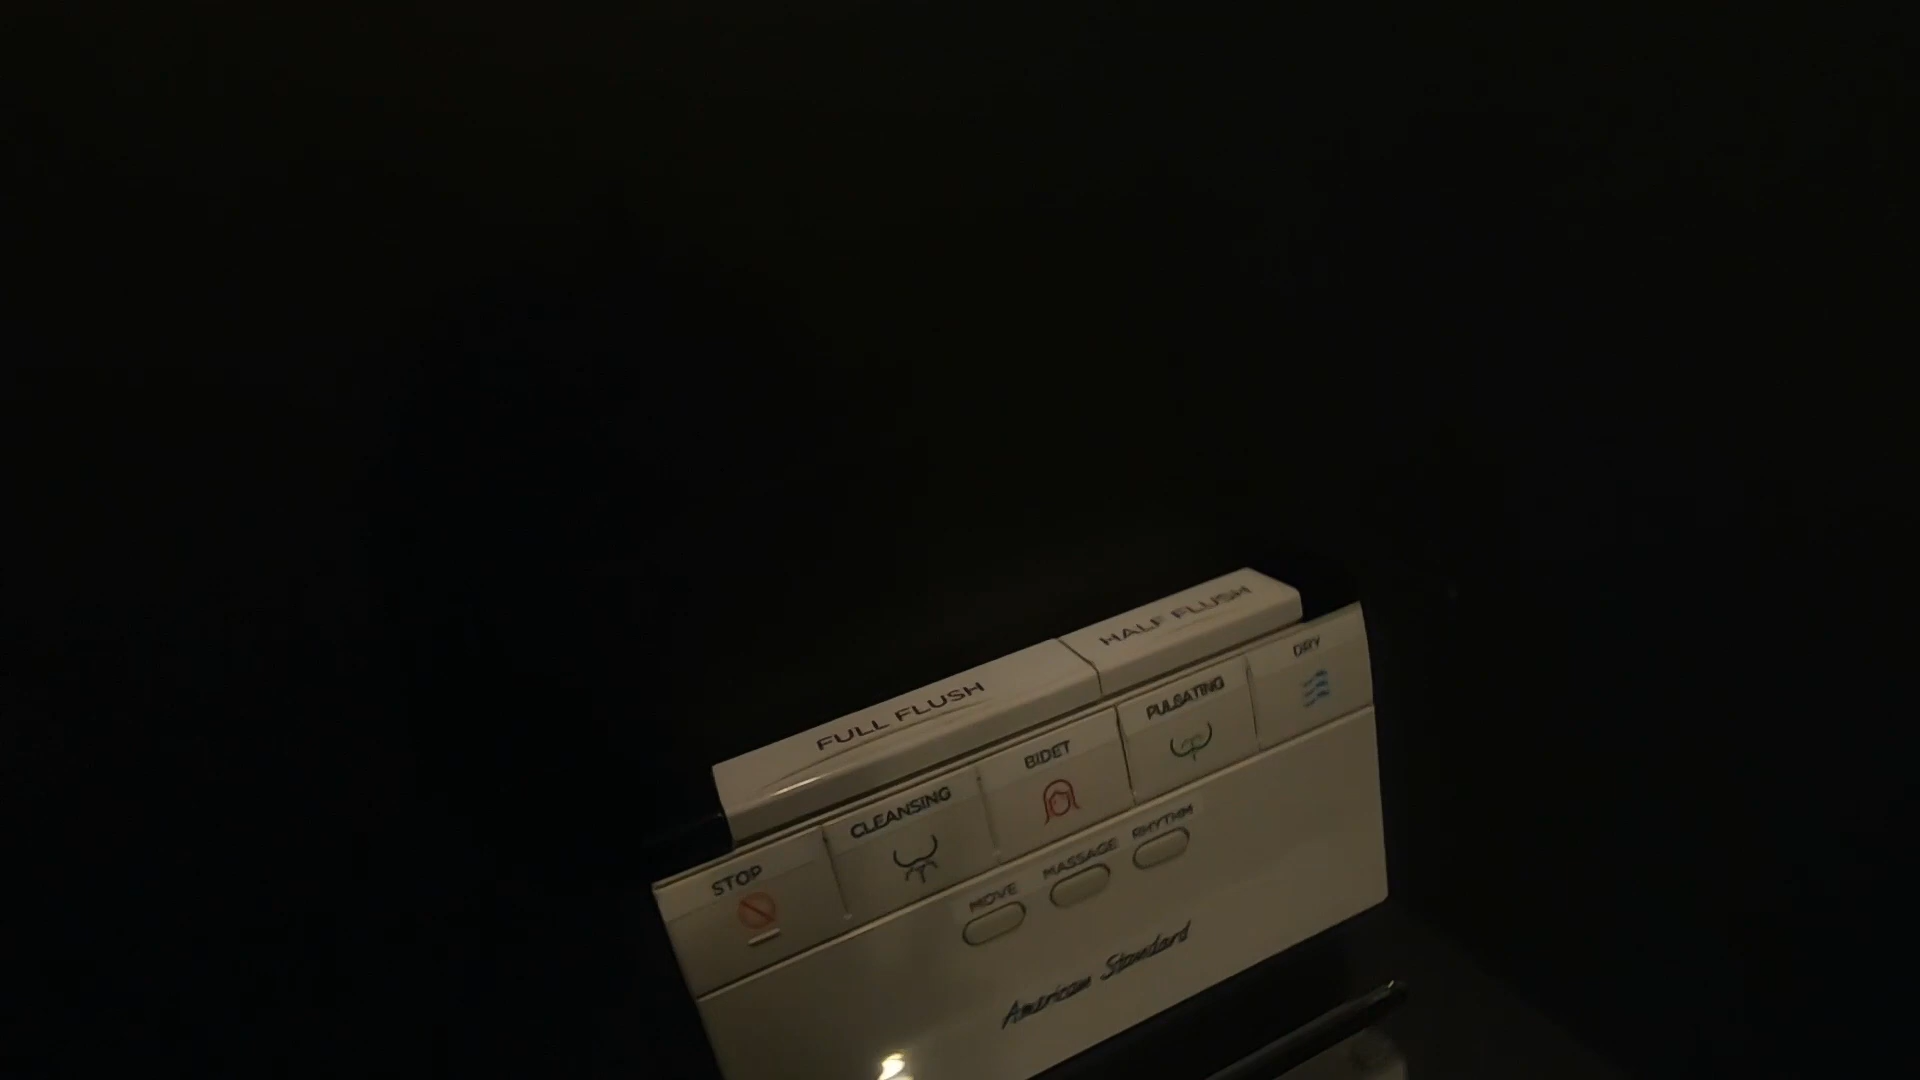 FULL FLUSH HALF FLUSH
STOP CLEANSING BIDET PULSATING DRY
MOVE MASSAGE RHYTHM
American Standard